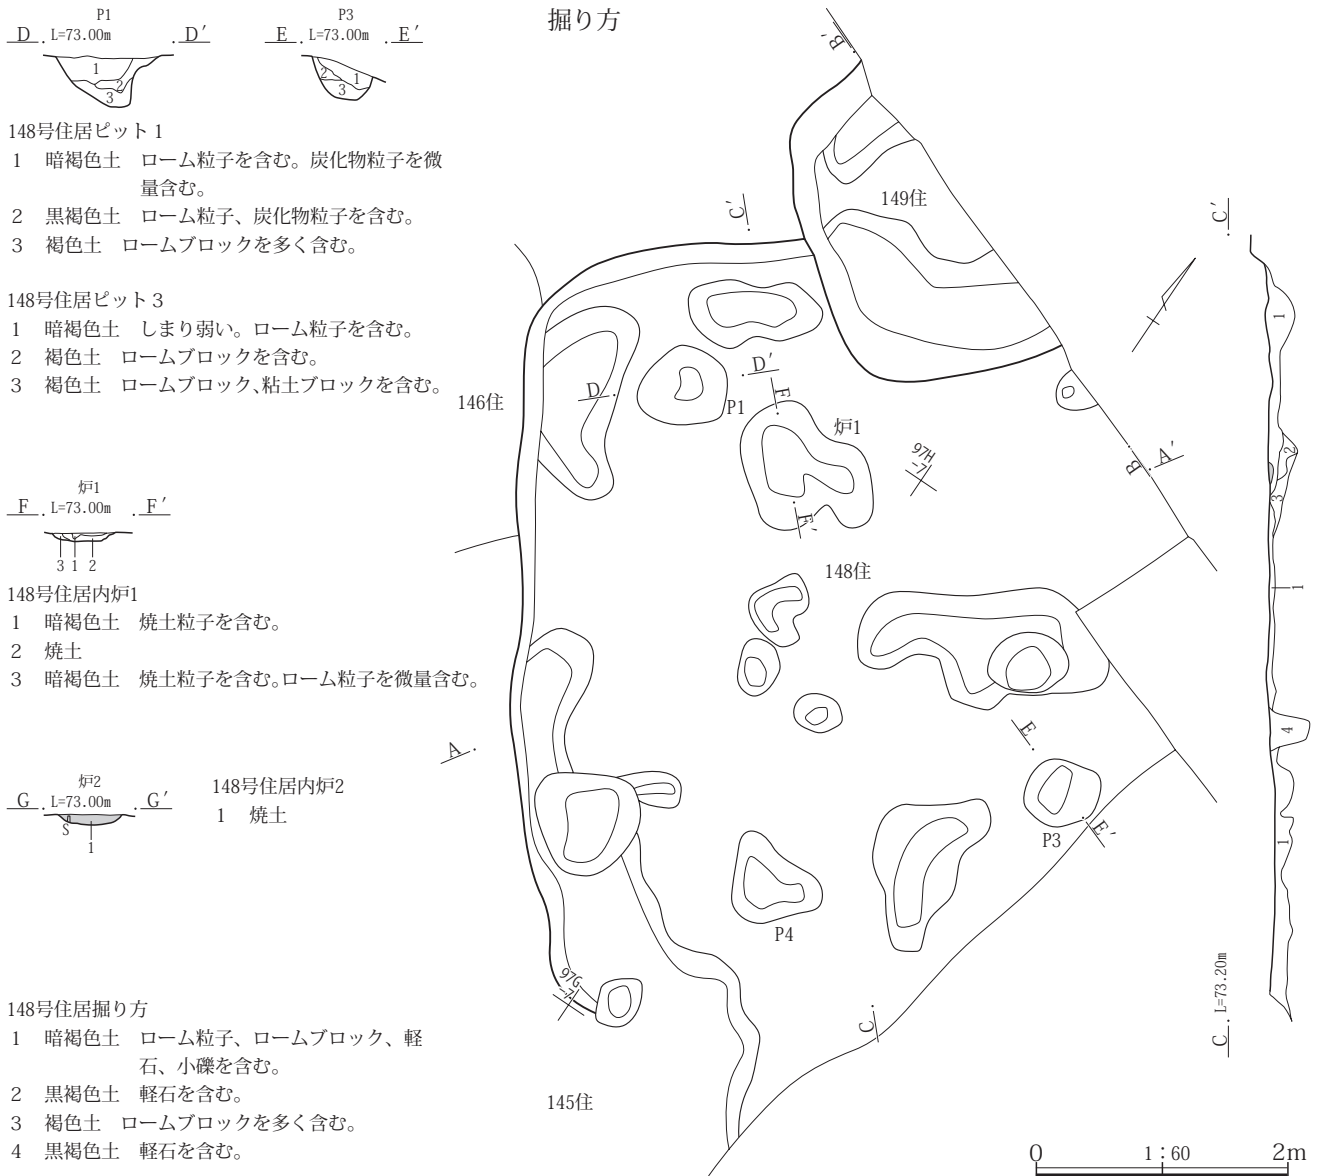 掘り方
P1
D . L=73.00m . D′
1
2
3
P3
E . L=73.00m . E′
2
1
3
148号住居ピット 1
1 暗褐色土 ローム粒子を含む。炭化物粒子を微
量含む。
2 黒褐色土 ローム粒子、炭化物粒子を含む。
3 褐色土 ロームブロックを多く含む。
148号住居ピット 3
1 暗褐色土 しまり弱い。ローム粒子を含む。
2 褐色土 ロームブロックを含む。
3 褐色土 ロームブロック、粘土ブロックを含む。
炉1
F . L=73.00m . F′
3 1 2
148号住居内炉1
1 暗褐色土 焼土粒子を含む。
2 焼土
3 暗褐色土 焼土粒子を含む。ローム粒子を微量含む。
炉2
G . L=73.00m . G′
S
1
148号住居内炉2
1 焼土
148号住居掘り方
1 暗褐色土 ローム粒子、ロームブロック、軽
石、小礫を含む。
2 黒褐色土 軽石を含む。
3 褐色土 ロームブロックを多く含む。
4 黒褐色土 軽石を含む。
B′
149住
C′
146住
D
D′
P1
F
炉1
97H
-7
B
A′
F′
148住
A
E
P3
E′
P4
97G
-7
C
145住
C′
1
2
3
1
4
1
C . L=73.20m
0 1：60 2m